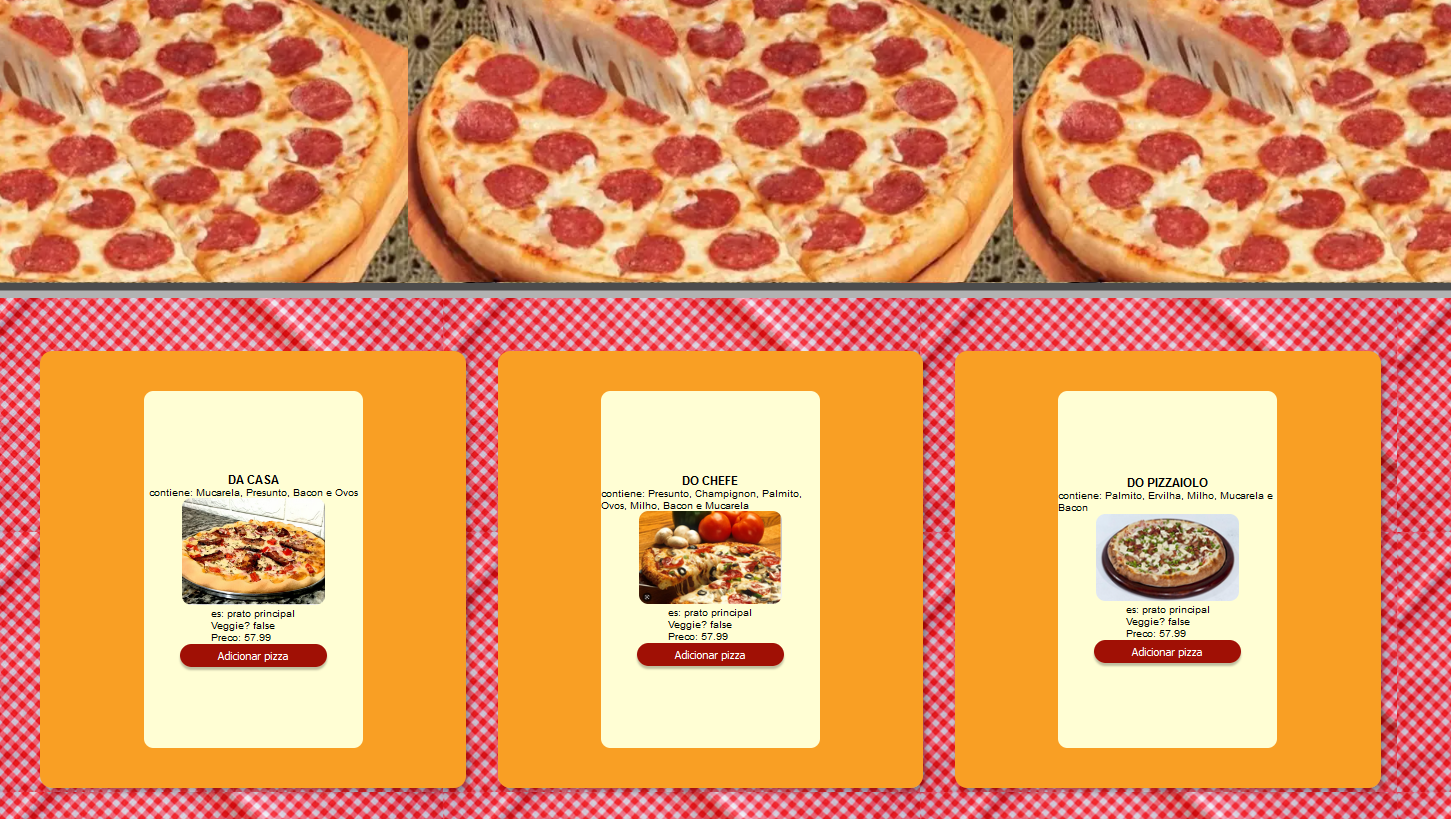 DA CASA
contiene: Mucarela, Presunto, Bacon e Ovos
es: prato principal
Veggie? false
Preco: 57.99
Adicionar pizza
DO CHEFE
contiene: Presunto, Champignon, Palmito,
Ovos, Milho, Bacon e Mucarela
es: prato principal
Veggie? false
Preco: 57.99
Adicionar pizza
DO PIZZAIOLO
contiene: Palmito, Ervilha, Milho, Mucarela e
Bacon
es: prato principal
Veggie? false
Preco: 57.99
Adicionar pizza